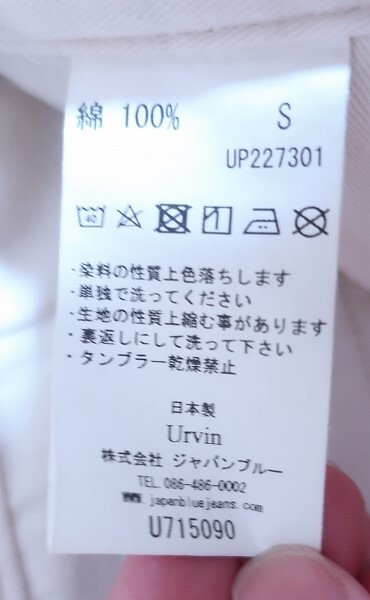 綿 100% S
UP227301
40
・染料の性質上色落ちします
・単独で洗ってください
・生地の性質上縮む事があります
・裏返しにして洗って下さい
・タンブラー乾燥禁止
日本製
Urvin
株式会社 ジャパンブルー
TEL.086-486-0002
www.japanbluejeans.com
U715090